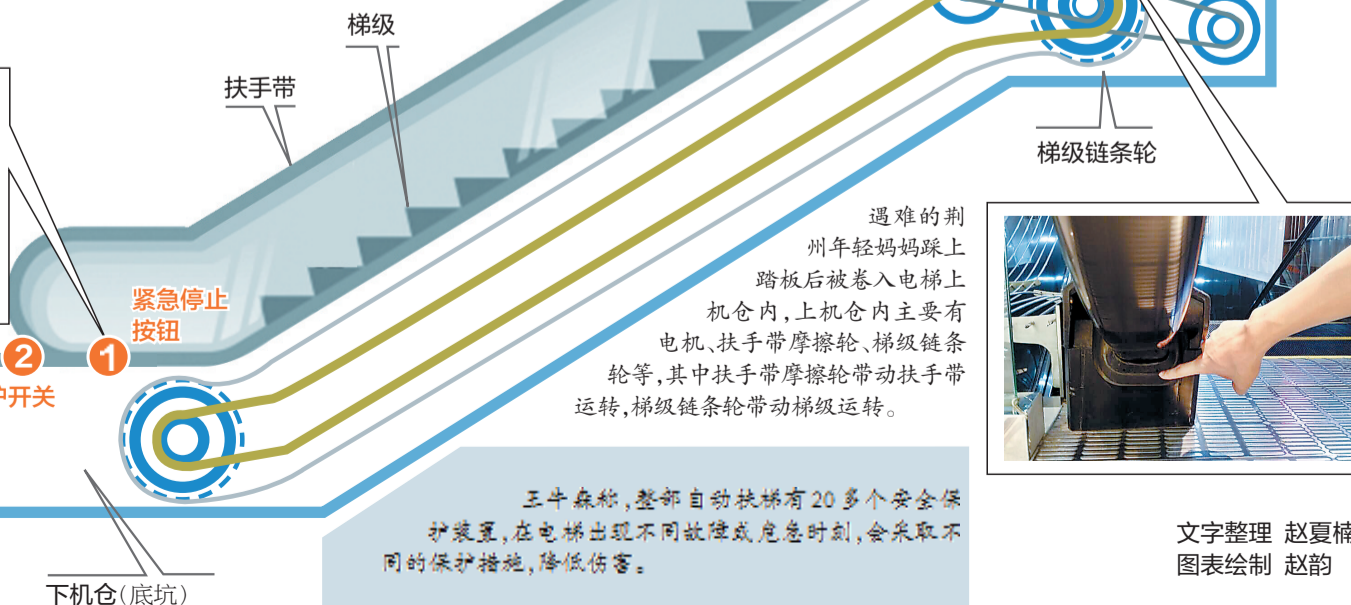 梯级
扶手带
梯级链条轮
遇难的荆
州年轻妈妈踩上
踏板后被卷入电梯上
机仓内,上机仓内主要有
电机、扶手带摩擦轮、梯级链条
轮等,其中扶手带摩擦轮带动扶手带
运转,梯级链条轮带动梯级运转。
紧急停止
按钮
2
1
护开关
王牛森称,整部自动扶梯有20多个安全保
护装置,在电梯出现不同故障或危急时刻,会采取不
同的保护措施,降低伤害。
下机仓(底坑)
文字整理 赵夏楠
图表绘制 赵韵